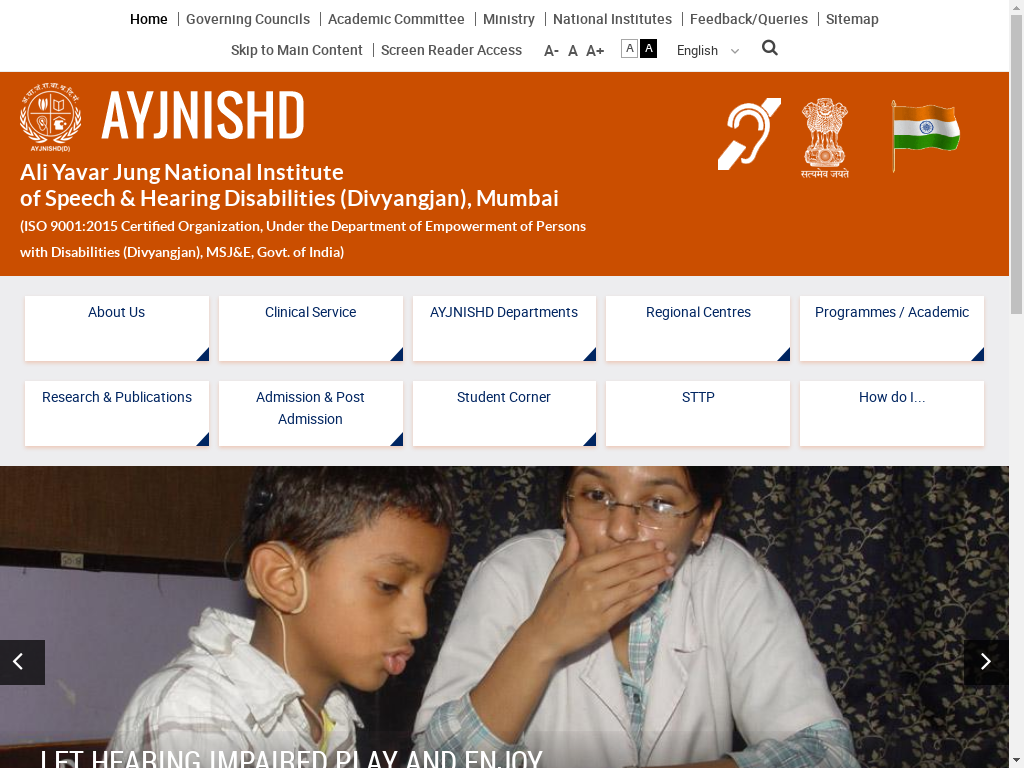 Home Governing Councils Academic Committee Ministry National Institutes Feedback/Queries Sitemap
Skip to Main Content Screen Reader Access A- A A+ A A English
AYJNISHD
AYJNISHD(D)
सत्यमेव जयते
Ali Yavar Jung National Institute
of Speech & Hearing Disabilities (Divyangjan), Mumbai
(ISO 9001:2015 Certified Organization, Under the Department of Empowerment of Persons
with Disabilities (Divyangjan), MSJ&E, Govt. of India)
About Us Clinical Service AYJNISHD Departments Regional Centres Programmes / Academic
Research & Publications Admission & Post Student Corner STTP How do I...
Admission
LET HEARING IMPAIRED PLAY AND ENJOY